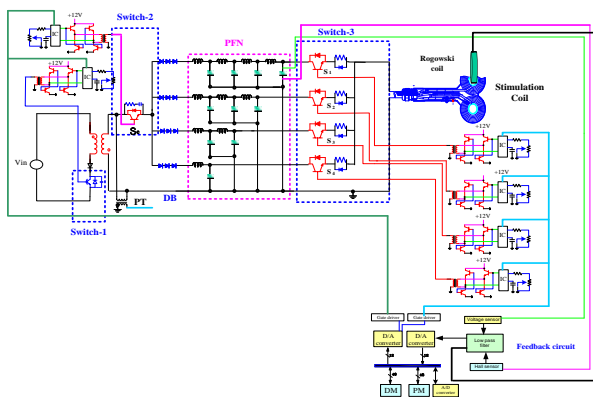 Switch-2
+12V
IC
+12V
IC
PFN
Switch-3
S1
S2
S3
S4
Rogowski
coil
Stimulation
Coil
Vin
Switch-1
PT
DB
+12V
IC
+12V
IC
+12V
IC
+12V
IC
Gate driver
Gate driver
D/A
converter
D/A
converter
Voltage sensor
Low pass
filter
Hall sensor
Feedback circuit
DM
PM
A/D
converter